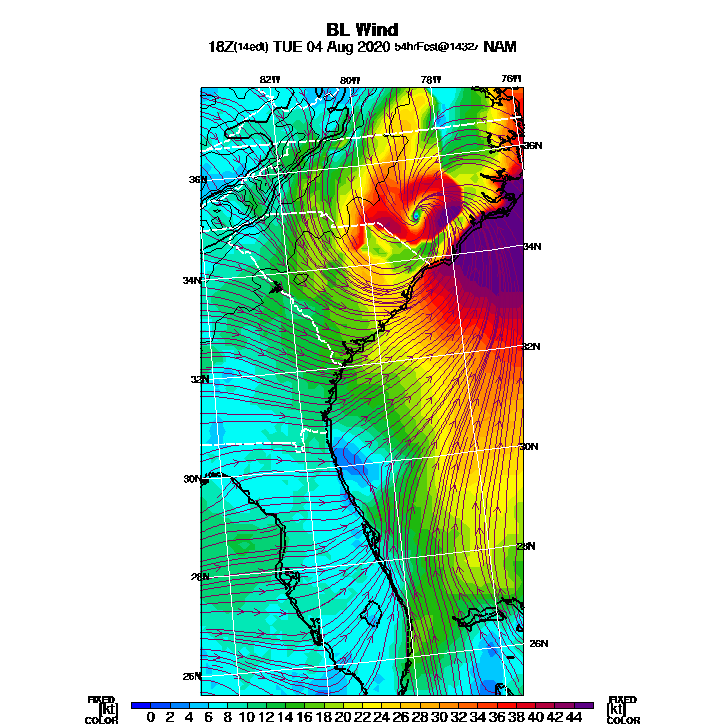 BL Wind
18Z(14edt) TUE 04 Aug 2020 54hrFcst@1432z NAM
82W 80W 78W 76W
36N
36N
34N
34N
32N
32N
30N
30N
28N
28N
26N
26N
FIXED FIXED
[kt] 0 2 4 6 8 10 12 14 16 18 20 22 24 26 28 30 32 34 36 38 40 42 44 [kt]
COLOR COLOR